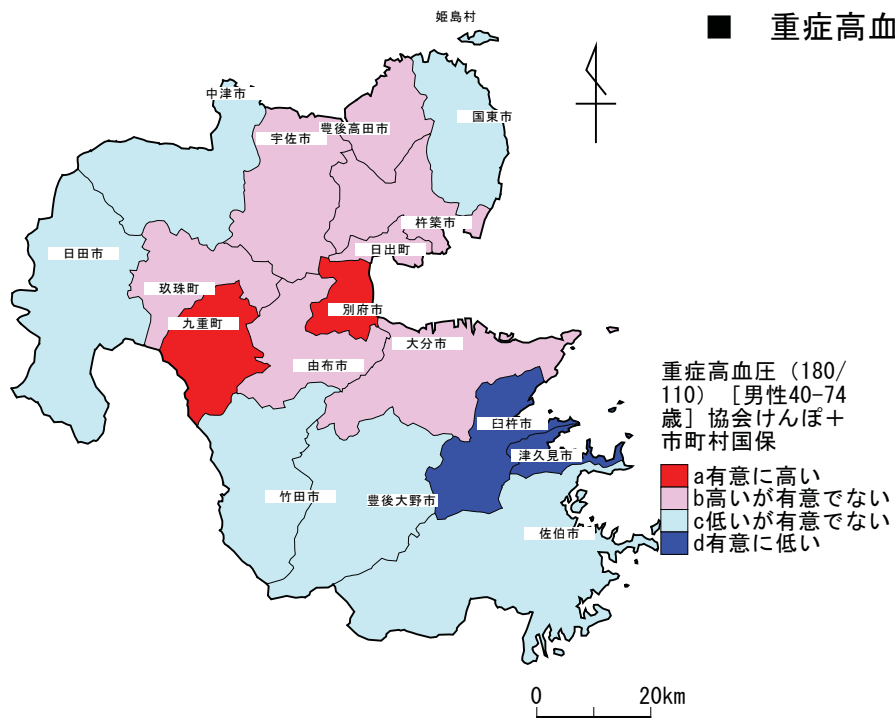 姫島村
■ 重症高血
中津市
国東市
豊後高田市
宇佐市
杵築市
日出町
日田市
玖珠町
別府市
九重町
大分市
由布市
重症高血圧（180/
110）［男性40-74
歳］協会けんぽ＋
市町村国保
臼杵市
津久見市
a有意に高い
b高いが有意でない
c低いが有意でない
d有意に低い
竹田市
豊後大野市
佐伯市
0 20km